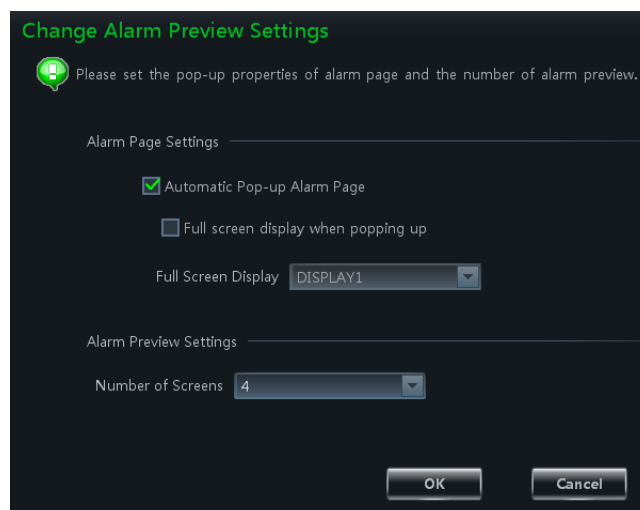 Change Alarm Preview Settings
Please set the pop-up properties of alarm page and the number of alarm preview.
Alarm Page Settings
Automatic Pop-up Alarm Page
Full screen display when popping up
Full Screen Display DISPLAY1
Alarm Preview Settings
Number of Screens 4
OK Cancel